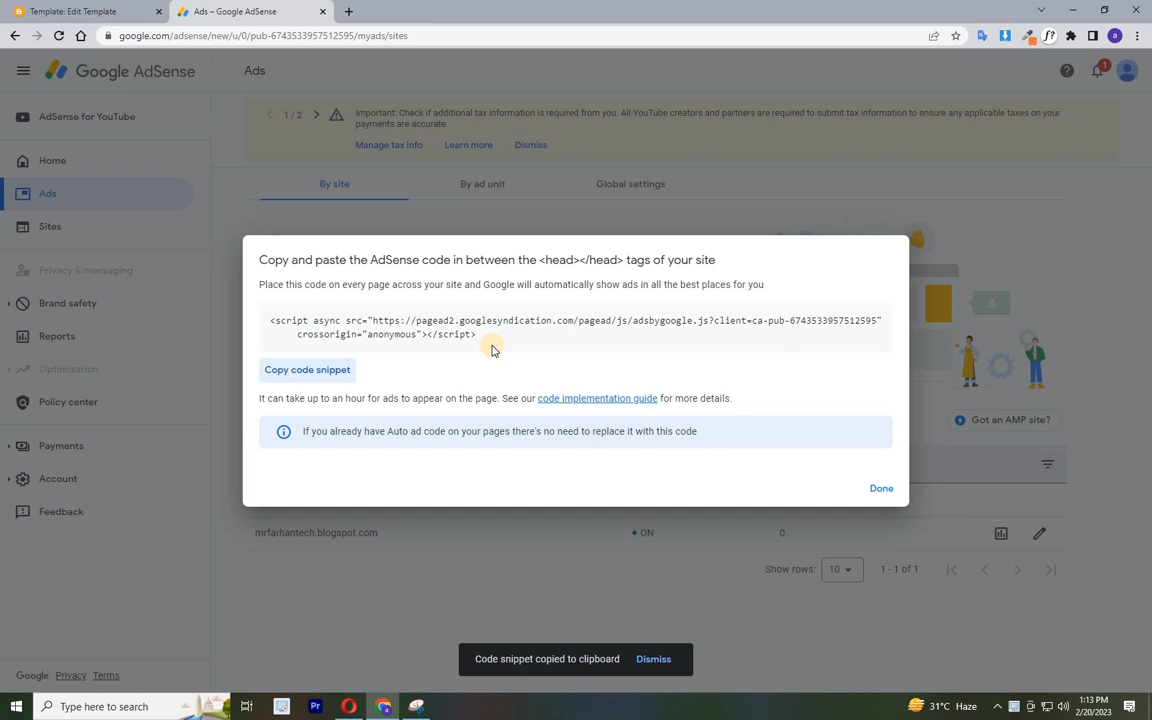 Template: Edit Template
Ads – Google AdSense
google.com/adsense/new/u/0/pub-6743533957512595/myads/sites
Google AdSense
Ads
1
AdSense for YouTube
1 / 2
Important: Check if additional tax information is required from you. All YouTube creators and partners are required to submit tax information to ensure any applicable taxes on your
payments are accurate.
Manage tax info Learn more Dismiss
Home
Ads
Sites
Privacy & messaging
Brand safety
Reports
Optimization
Policy center
Payments
Account
Feedback
By site By ad unit Global settings
Copy and paste the AdSense code in between the <head></head> tags of your site
Place this code on every page across your site and Google will automatically show ads in all the best places for you
<script async src="https://pagead2.googlesyndication.com/pagead/js/adsbygoogle.js?client=ca-pub-6743533957512595"
crossorigin="anonymous"></script>
Copy code snippet
It can take up to an hour for ads to appear on the page. See our code implementation guide for more details.
If you already have Auto ad code on your pages there's no need to replace it with this code
Done
Got an AMP site?
mrfarhantech.blogspot.com ON 0
Show rows: 10 1 - 1 of 1
Code snippet copied to clipboard Dismiss
Google Privacy Terms
Type here to search
Pr
31°C Haze
1:13 PM
2/20/2023